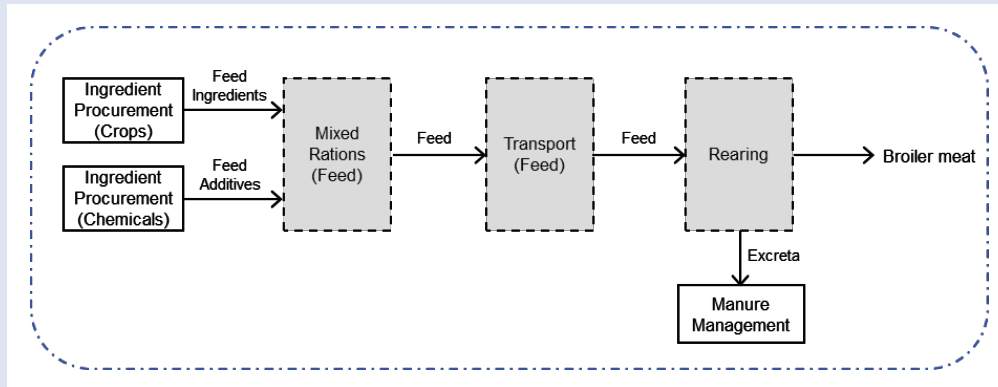 Ingredient
Procurement
(Crops)
Feed
Ingredients
Ingredient
Procurement
(Chemicals)
Feed
Additives
Mixed
Rations
(Feed)
Feed
Transport
(Feed)
Feed
Rearing
Broiler meat
Excreta
Manure
Management